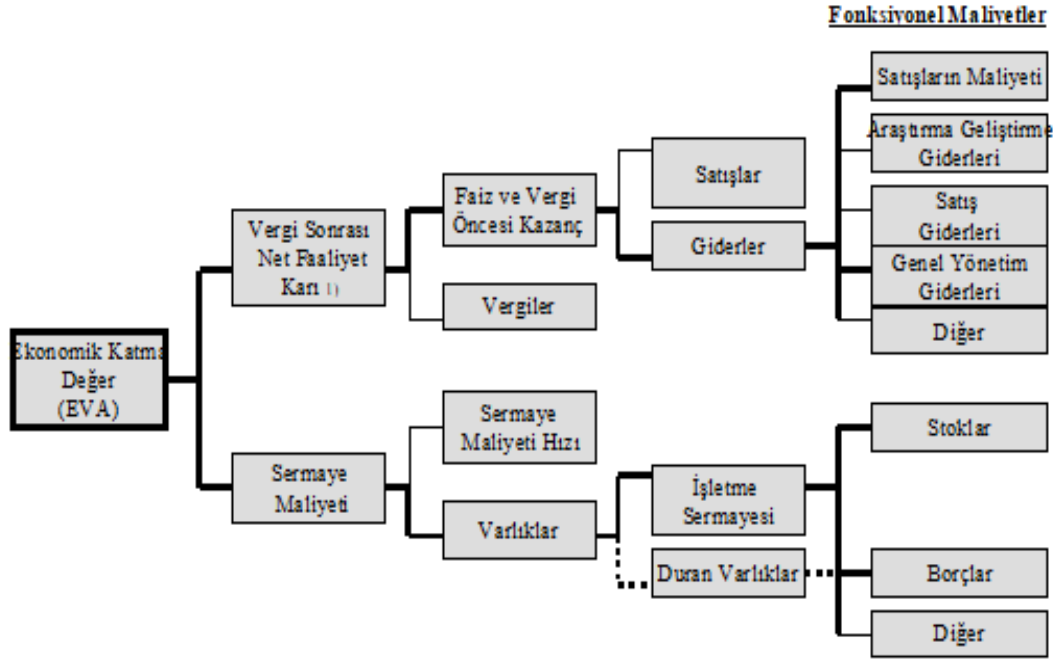 Fonksiyonel Maliyetler
Satışların Maliyeti
Araştırma Geliştirme
Giderleri
Satış
Giderleri
Genel Yönetim
Giderleri
Diğer
Satışlar
Giderler
Faiz ve Vergi
Öncesi Kazanç
Vergiler
Vergi Sonrası
Net Faaliyet
Karı 1)
Ekonomik Katma
Değer
(EVA)
Sermaye
Maliyeti
Sermaye
Maliyeti Hızı
Varlıklar
İşletme
Sermayesi
Duran Varlıklar
Stoklar
Borçlar
Diğer